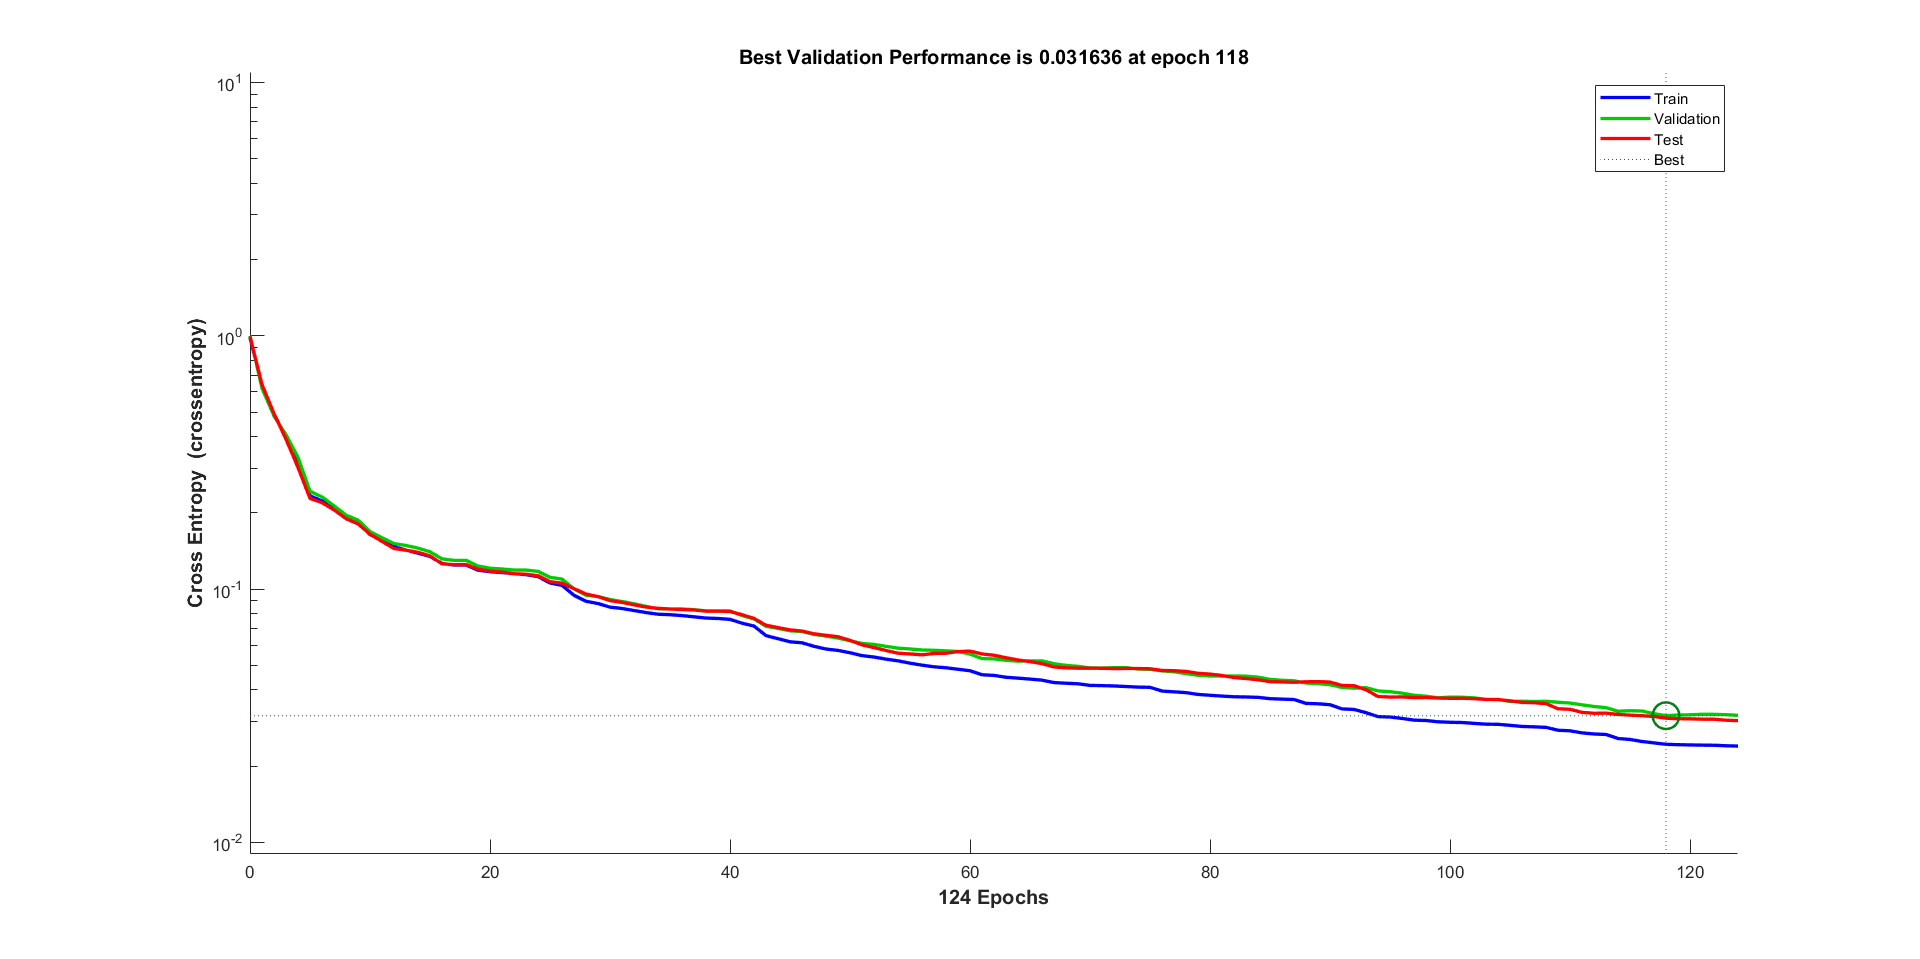 Best Validation Performance is 0.031636 at epoch 118
10^1
10^0
10^-1
10^-2
Cross Entropy (crossentropy)
Train
Validation
Test
Best
0 20 40 60 80 100 120
124 Epochs